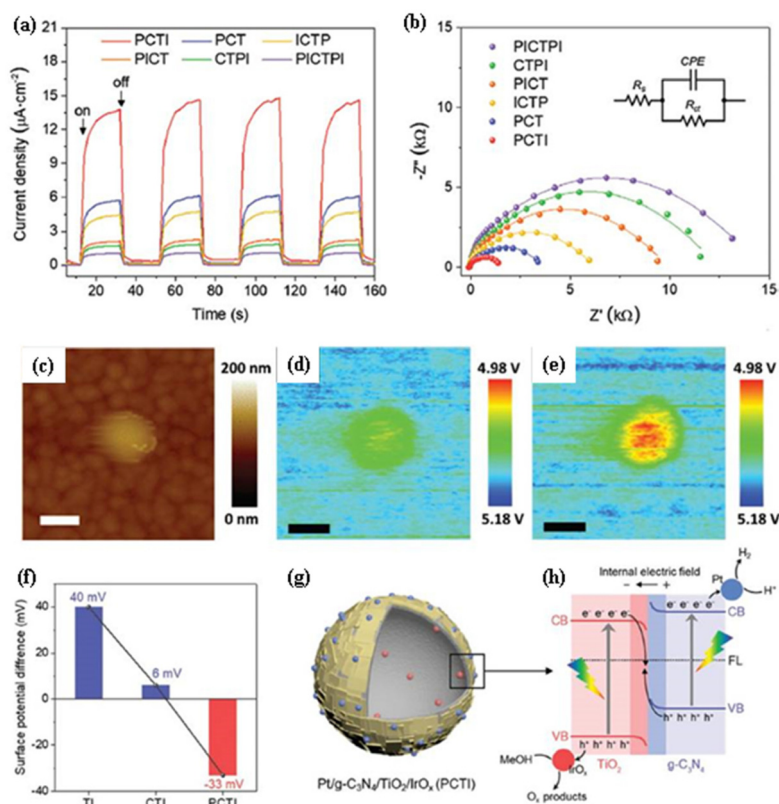 (a)
PCTI
PCT
ICTP
PICT
CTPI
PICTPI
on
off
Current density (μA·cm⁻²)
15
12
9
6
3
0
20
40
60
80
100
120
140
160
Time (s)
(b)
PICTPI
CTPI
PICT
ICTP
PCT
PCTI
CPE
Rs
Rct
-Z" (kΩ)
15
10
5
0
0
5
10
15
Z' (kΩ)
(c)
200 nm
0 nm
(d)
4.98 V
5.18 V
(e)
4.98 V
5.18 V
(f)
Surface potential diffence (mV)
40
20
0
-20
-40
40 mV
6 mV
-33 mV
TI
CTI
PCTI
(g)
Pt/g-C₃N₄/TiO₂/IrOₓ (PCTI)
(h)
Internal electric field
− ← +
H₂
Pt
H⁺
CB
e⁻ e⁻ e⁻ e⁻
e⁻ e⁻ e⁻ e⁻
CB
FL
VB
h⁺ h⁺ h⁺ h⁺
VB
h⁺ h⁺ h⁺ h⁺
MeOH
IrOₓ
TiO₂
g-C₃N₄
Oₓ products